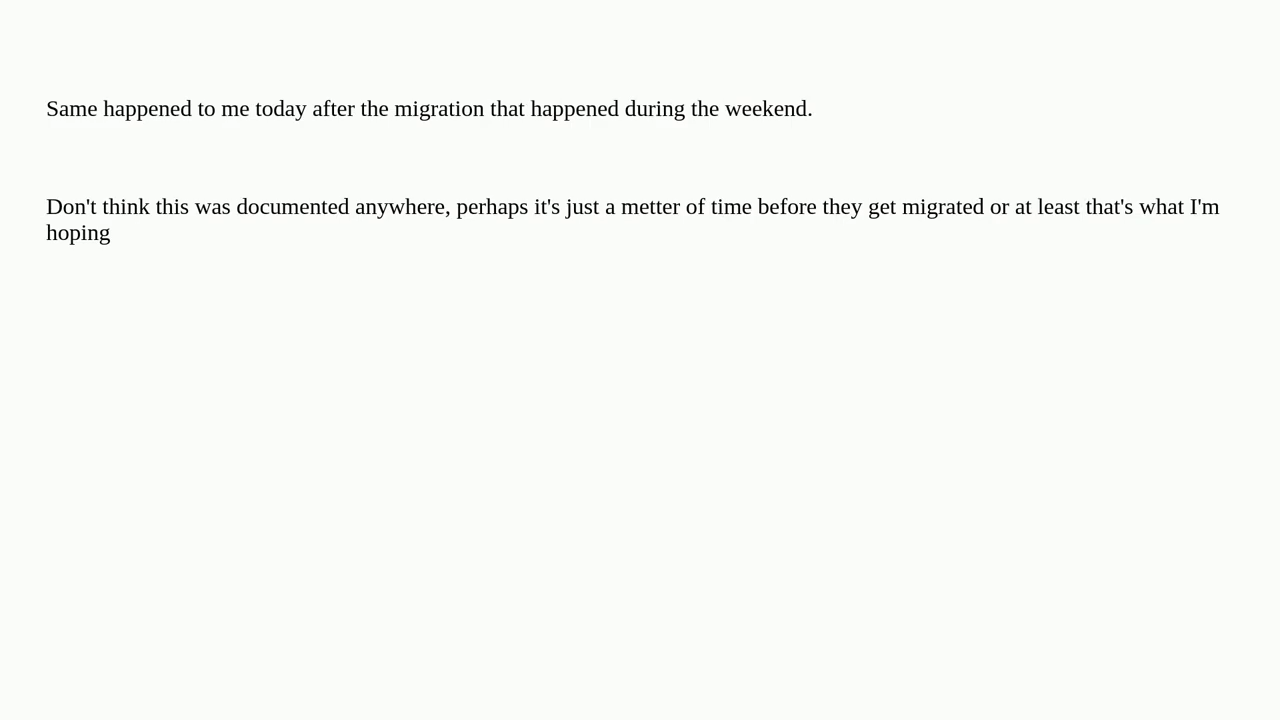 Same happened to me today after the migration that happened during the weekend.
Don't think this was documented anywhere, perhaps it's just a metter of time before they get migrated or at least that's what I'm
hoping